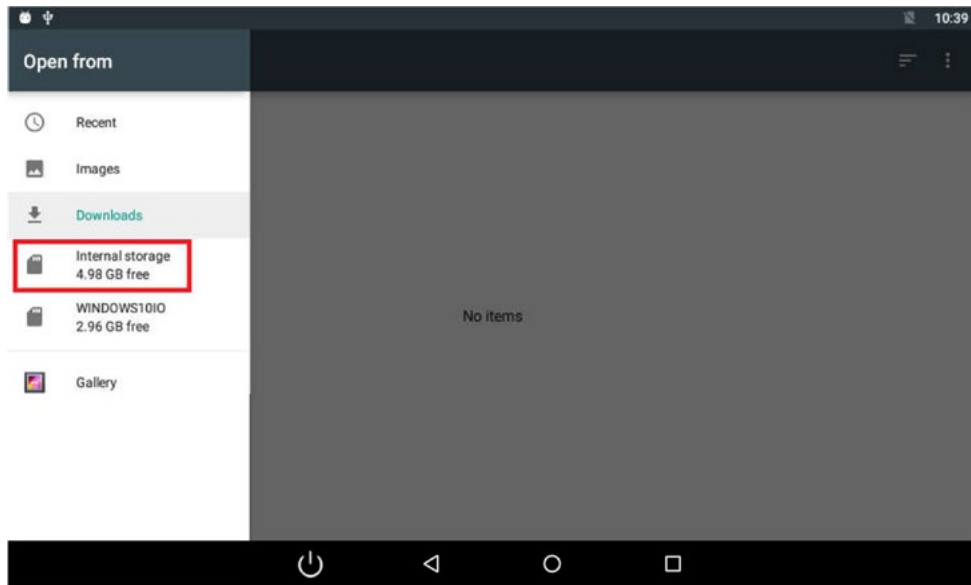 10:39
Open from
Recent
Images
Downloads
Internal storage
4.98 GB free
WINDOWS10IO
2.96 GB free
No items
Gallery